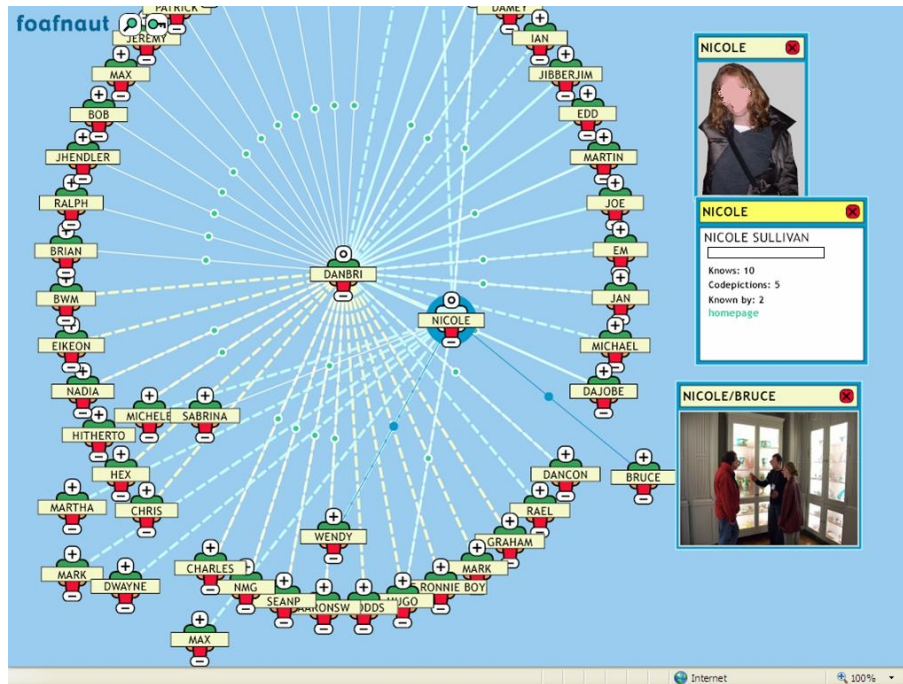 foafnaut
PATRICK
DAMEY
JEREMY
IAN
MAX
JIBBERJIM
BOB
EDD
JHENDLER
MARTIN
RALPH
JOE
BRIAN
EM
DANBRI
BWM
JAN
NICOLE
EIKEON
MICHAEL
NADIA
DAJOBE
MICHELE
SABRINA
HITHERTO
HEX
DANCON
BRUCE
MARTHA
CHRIS
RAEL
WENDY
GRAHAM
CHARLES
MARK
MARK
DWAYNE
NMG
RONNIE BOY
SEANP
AARONSW
ODDS
HUGO
MAX
NICOLE
NICOLE
NICOLE SULLIVAN
Knows: 10
Codepictions: 5
Known by: 2
homepage
NICOLE/BRUCE
Internet
100%